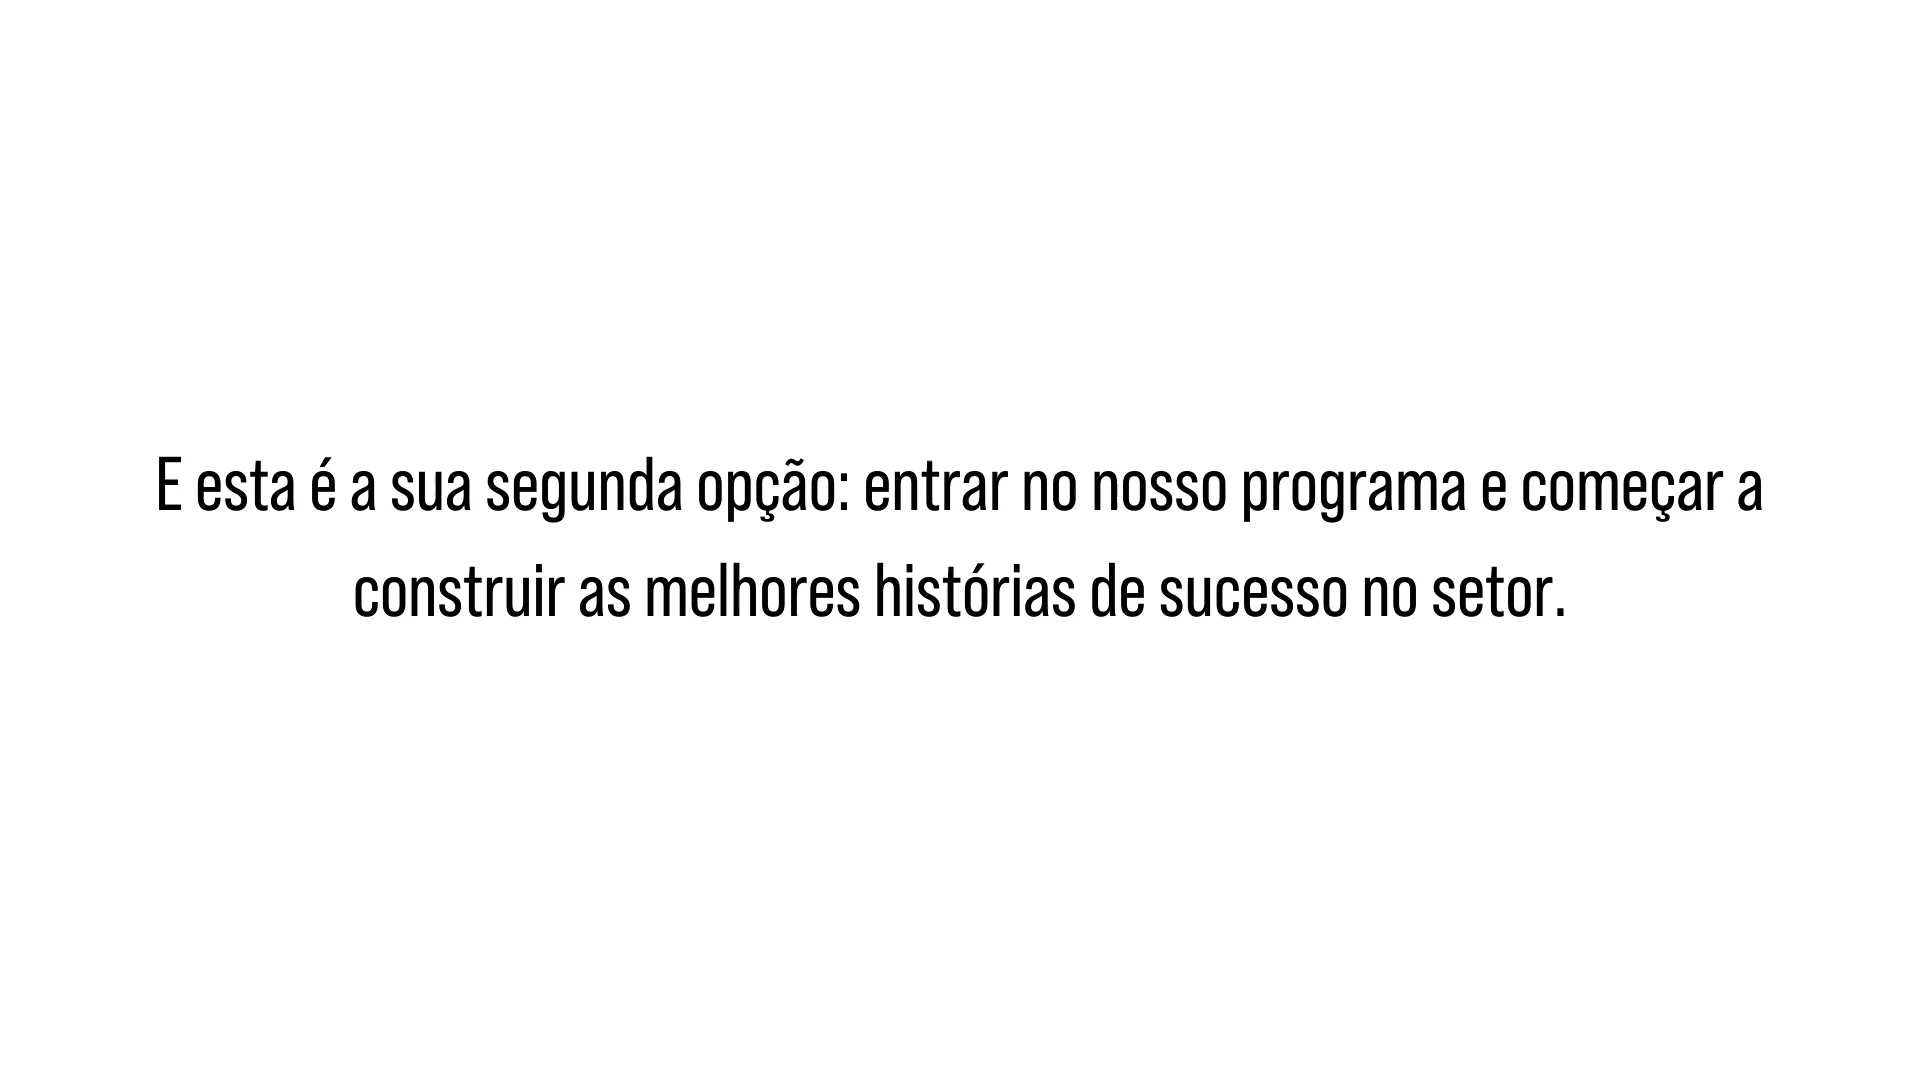 E esta é a sua segunda opção: entrar no nosso programa e começar a
construir as melhores histórias de sucesso no setor.